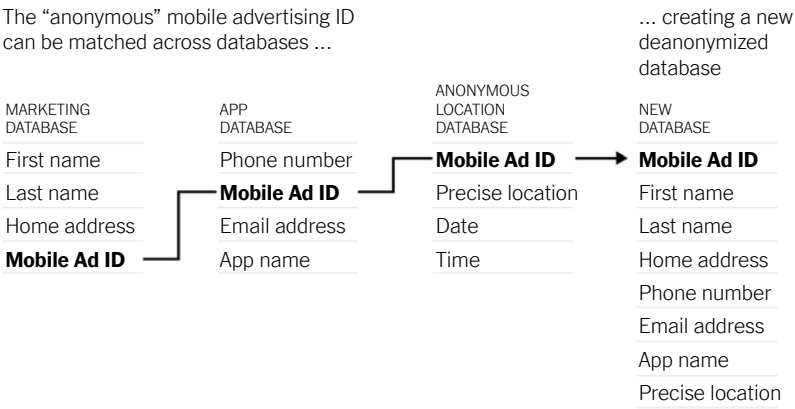 The “anonymous” mobile advertising ID
can be matched across databases ...
... creating a new
deanonymized
database
MARKETING
DATABASE
First name
Last name
Home address
Mobile Ad ID
APP
DATABASE
Phone number
Mobile Ad ID
Email address
App name
ANONYMOUS
LOCATION
DATABASE
Mobile Ad ID
Precise location
Date
Time
NEW
DATABASE
Mobile Ad ID
First name
Last name
Home address
Phone number
Email address
App name
Precise location